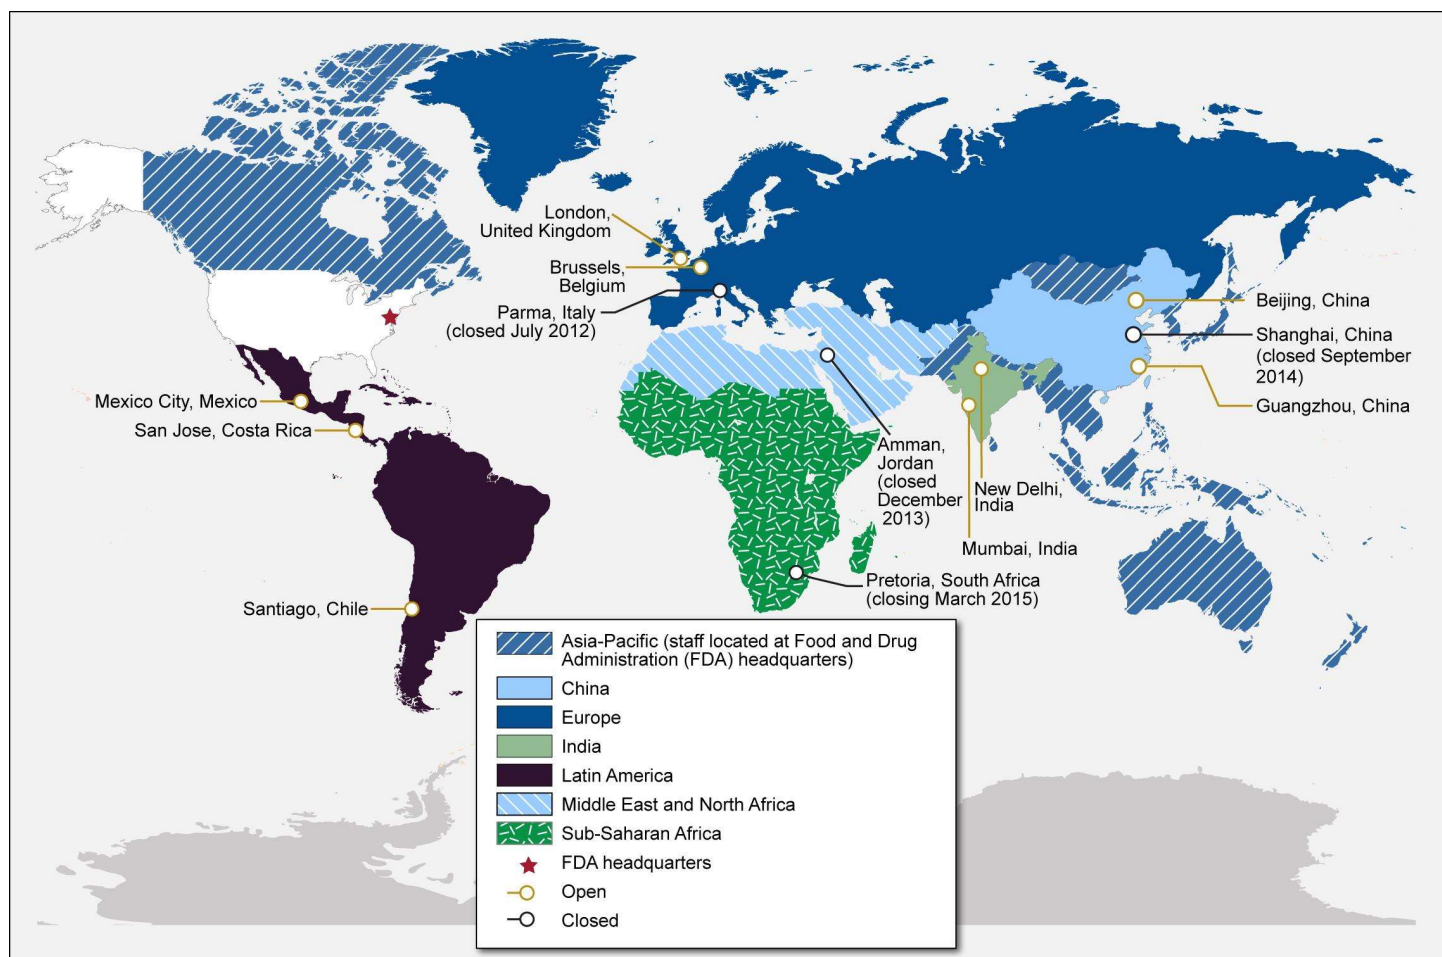 London,
United Kingdom
Brussels,
Belgium
Parma, Italy
(closed July 2012)
Beijing, China
Shanghai, China
(closed September
2014)
Guangzhou, China
Mexico City, Mexico
San Jose, Costa Rica
Amman,
Jordan
(closed
December
2013)
New Delhi,
India
Mumbai, India
Pretoria, South Africa
(closing March 2015)
Santiago, Chile
Asia-Pacific (staff located at Food and Drug
Administration (FDA) headquarters)
China
Europe
India
Latin America
Middle East and North Africa
Sub-Saharan Africa
FDA headquarters
Open
Closed